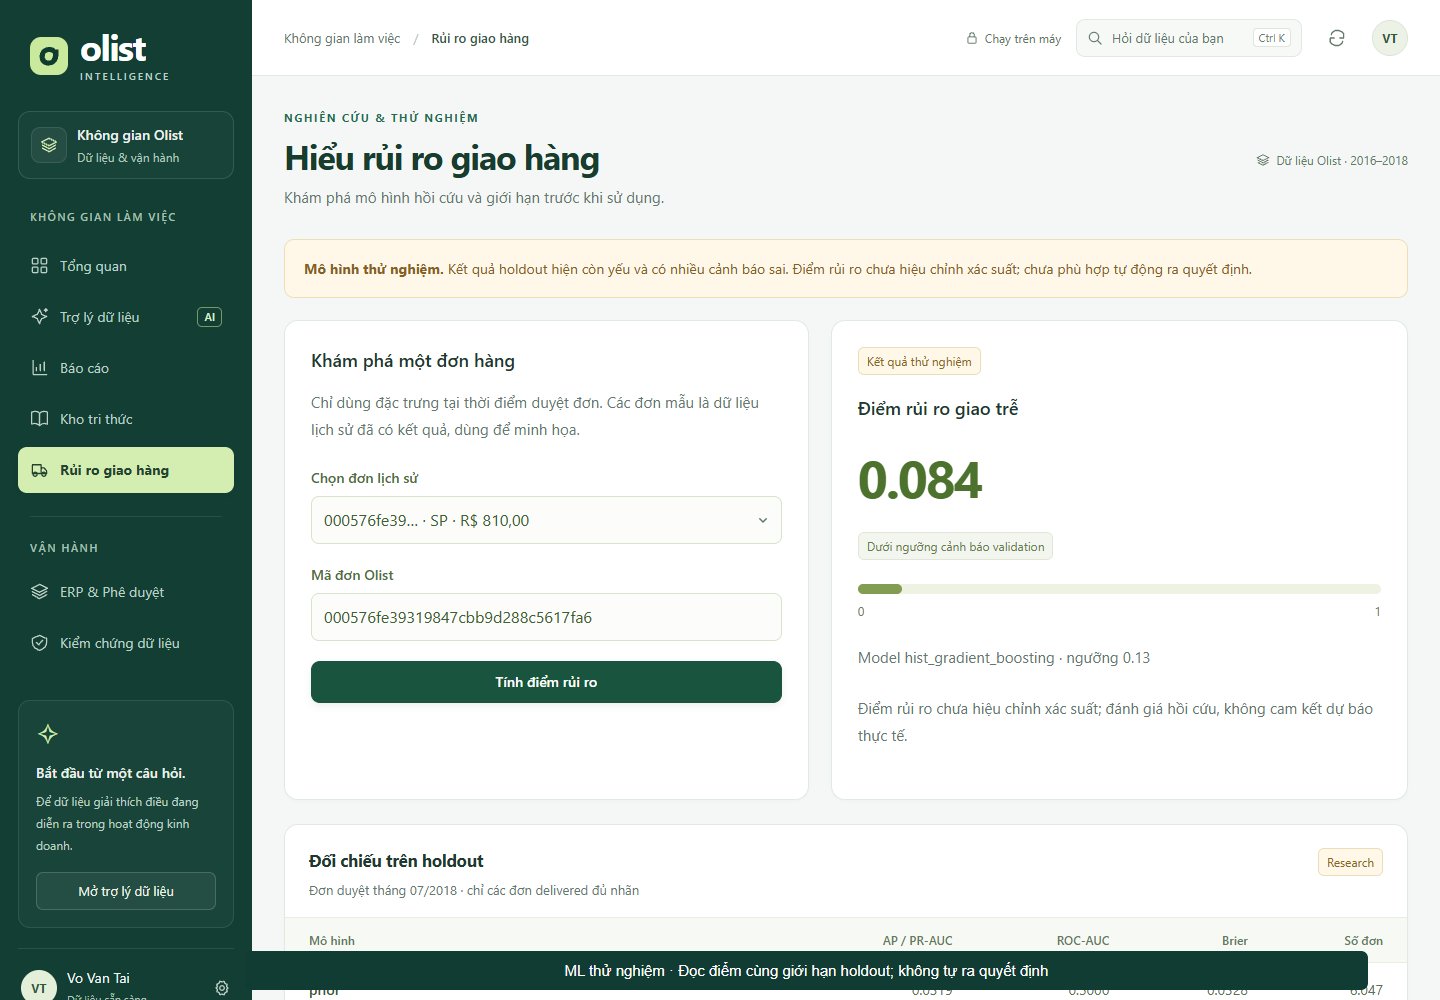 olist
INTELLIGENCE
Không gian Olist
Dữ liệu & vận hành
KHÔNG GIAN LÀM VIỆC
Tổng quan
Trợ lý dữ liệu
AI
Báo cáo
Kho tri thức
Rủi ro giao hàng
VẬN HÀNH
ERP & Phê duyệt
Kiểm chứng dữ liệu
Bắt đầu từ một câu hỏi.
Để dữ liệu giải thích điều đang
diễn ra trong hoạt động kinh
doanh.
Mở trợ lý dữ liệu
VT
Vo Van Tai
Dữ liệu sẵn sàng
Không gian làm việc / Rủi ro giao hàng
Chạy trên máy
Hỏi dữ liệu của bạn
Ctrl K
VT
NGHIÊN CỨU & THỬ NGHIỆM
Hiểu rủi ro giao hàng
Khám phá mô hình hồi cứu và giới hạn trước khi sử dụng.
Dữ liệu Olist · 2016–2018
Mô hình thử nghiệm. Kết quả holdout hiện còn yếu và có nhiều cảnh báo sai. Điểm rủi ro chưa hiệu chỉnh xác suất; chưa phù hợp tự động ra quyết định.
Khám phá một đơn hàng
Chỉ dùng đặc trưng tại thời điểm duyệt đơn. Các đơn mẫu là dữ liệu
lịch sử đã có kết quả, dùng để minh họa.
Chọn đơn lịch sử
000576fe39... · SP · R$ 810,00
Mã đơn Olist
000576fe39319847cbb9d288c5617fa6
Tính điểm rủi ro
Kết quả thử nghiệm
Điểm rủi ro giao trễ
0.084
Dưới ngưỡng cảnh báo validation
0 1
Model hist_gradient_boosting · ngưỡng 0.13
Điểm rủi ro chưa hiệu chỉnh xác suất; đánh giá hồi cứu, không cam kết dự báo
thực tế.
Đối chiếu trên holdout
Research
Đơn duyệt tháng 07/2018 · chỉ các đơn delivered đủ nhãn
Mô hình AP / PR-AUC ROC-AUC Brier Số đơn
ML thử nghiệm · Đọc điểm cùng giới hạn holdout; không tự ra quyết định
prior